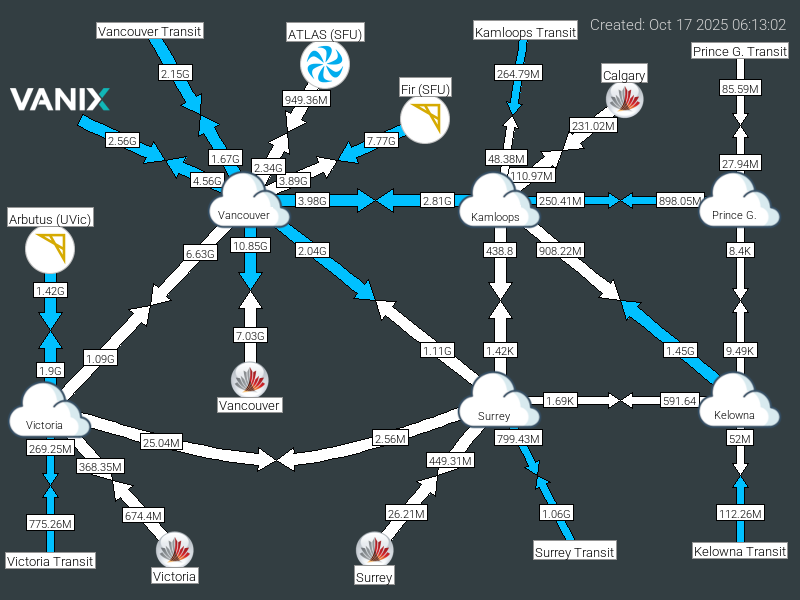 Created: Oct 17 2025 06:13:02
Vancouver Transit
ATLAS (SFU)
Kamloops Transit
Prince G. Transit
2.15G
264.79M
Calgary
85.59M
VANIX
949.36M
Fir (SFU)
231.02M
2.56G
7.77G
1.67G
2.34G
48.38M
27.94M
4.56G
3.89G
110.97M
3.98G
2.81G
250.41M
898.05M
Vancouver
Kamloops
Prince G.
Arbutus (UVic)
6.63G
10.85G
2.04G
438.8
908.22M
8.4K
1.42G
7.03G
1.09G
1.11G
1.42K
1.45G
9.49K
1.9G
Vancouver
1.69K
591.64
Victoria
Surrey
Kelowna
25.04M
2.56M
799.43M
52M
269.25M
368.35M
449.31M
775.26M
674.4M
26.21M
1.06G
112.26M
Victoria Transit
Victoria
Surrey
Surrey Transit
Kelowna Transit